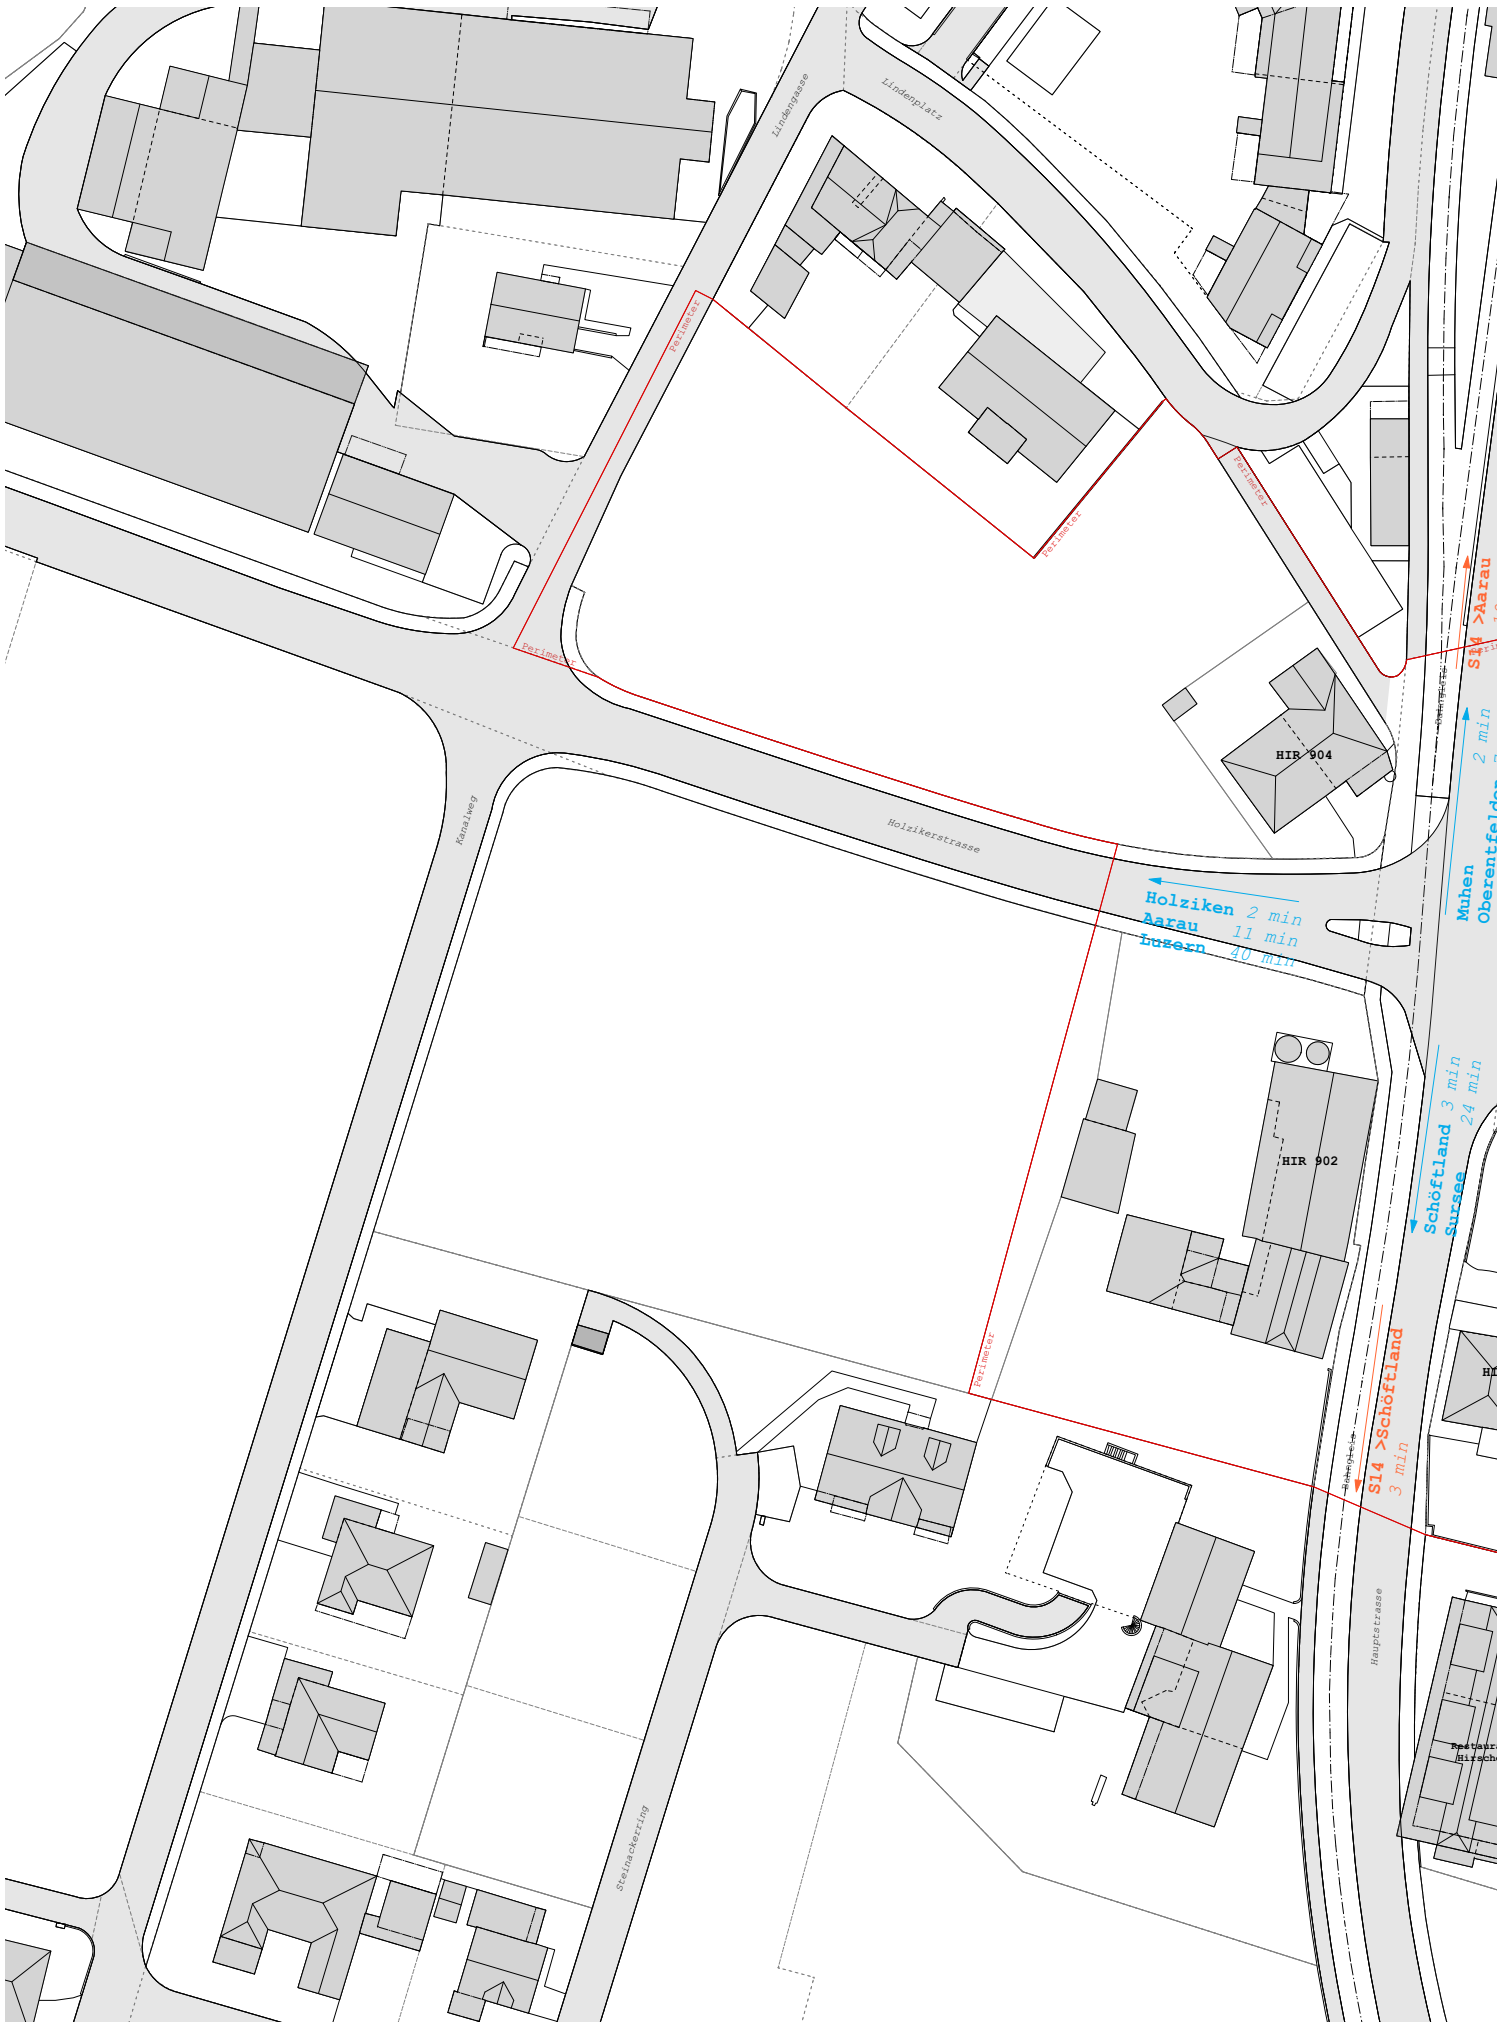 Lindengasse
Lindenplatz
Perimeter
Perimeter
Perimeter
Perimeter
S14 >Aarau
Bahngleis
HIR 904
2 min
Muhen
Oberentfelden
Kanalweg
Holzikerstrasse
Holziken 2 min
Aarau 11 min
Luzern 40 min
HIR 902
Schöftland 3 min
Sursee 24 min
Perimeter
S14 >Schöftland
3 min
Bahngleis
Hauptstrasse
Steinackerring